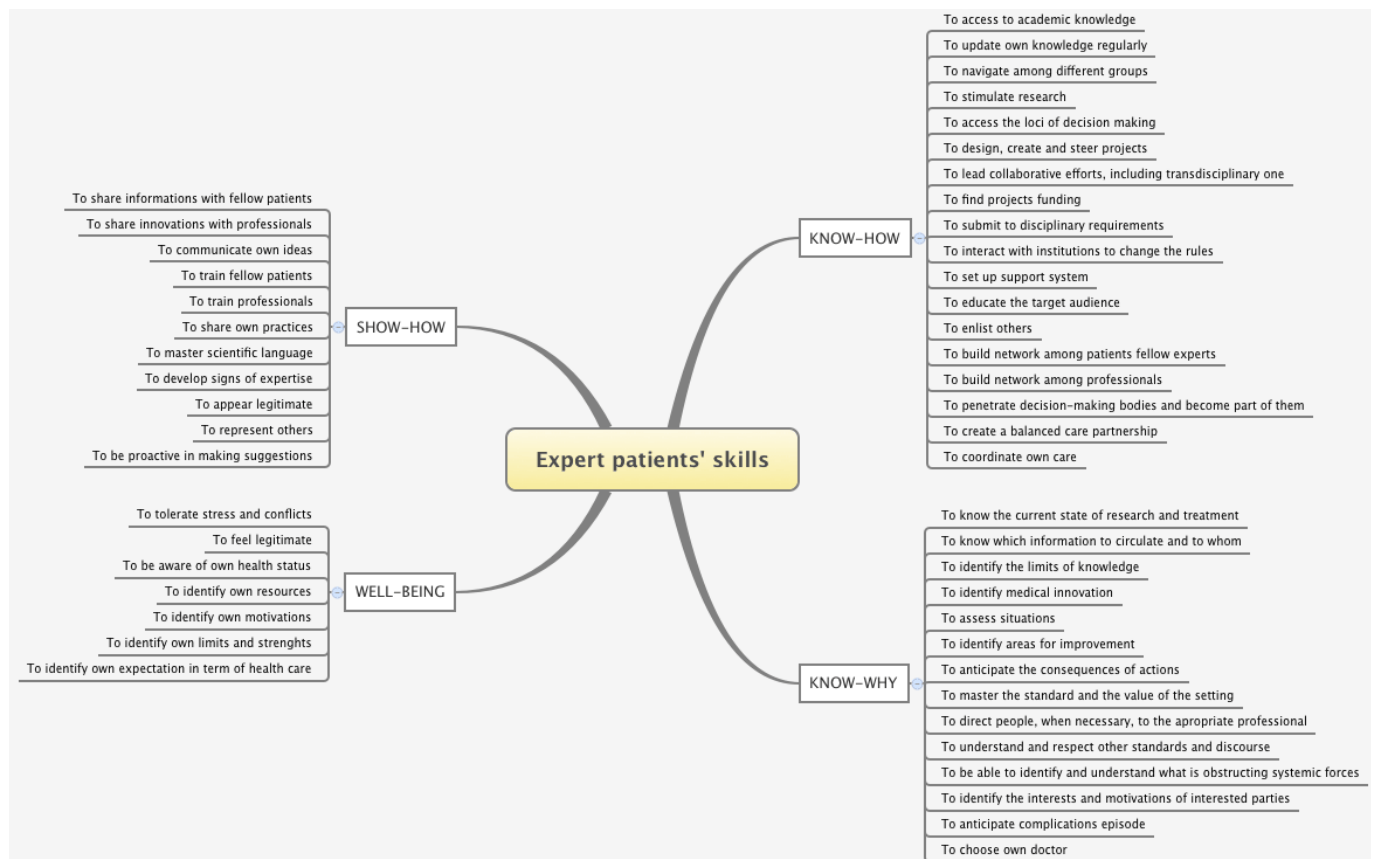 Expert patients' skills
KNOW-HOW
To access to academic knowledge
To update own knowledge regularly
To navigate among different groups
To stimulate research
To access the loci of decision making
To design, create and steer projects
To lead collaborative efforts, including transdisciplinary one
To find projects funding
To submit to disciplinary requirements
To interact with institutions to change the rules
To set up support system
To educate the target audience
To enlist others
To build network among patients fellow experts
To build network among professionals
To penetrate decision-making bodies and become part of them
To create a balanced care partnership
To coordinate own care
KNOW-WHY
To know the current state of research and treatment
To know which information to circulate and to whom
To identify the limits of knowledge
To identify medical innovation
To assess situations
To identify areas for improvement
To anticipate the consequences of actions
To master the standard and the value of the setting
To direct people, when necessary, to the apropriate professional
To understand and respect other standards and discourse
To be able to identify and understand what is obstructing systemic forces
To identify the interests and motivations of interested parties
To anticipate complications episode
To choose own doctor
SHOW-HOW
To share informations with fellow patients
To share innovations with professionals
To communicate own ideas
To train fellow patients
To train professionals
To share own practices
To master scientific language
To develop signs of expertise
To appear legitimate
To represent others
To be proactive in making suggestions
WELL-BEING
To tolerate stress and conflicts
To feel legitimate
To be aware of own health status
To identify own resources
To identify own motivations
To identify own limits and strenghts
To identify own expectation in term of health care